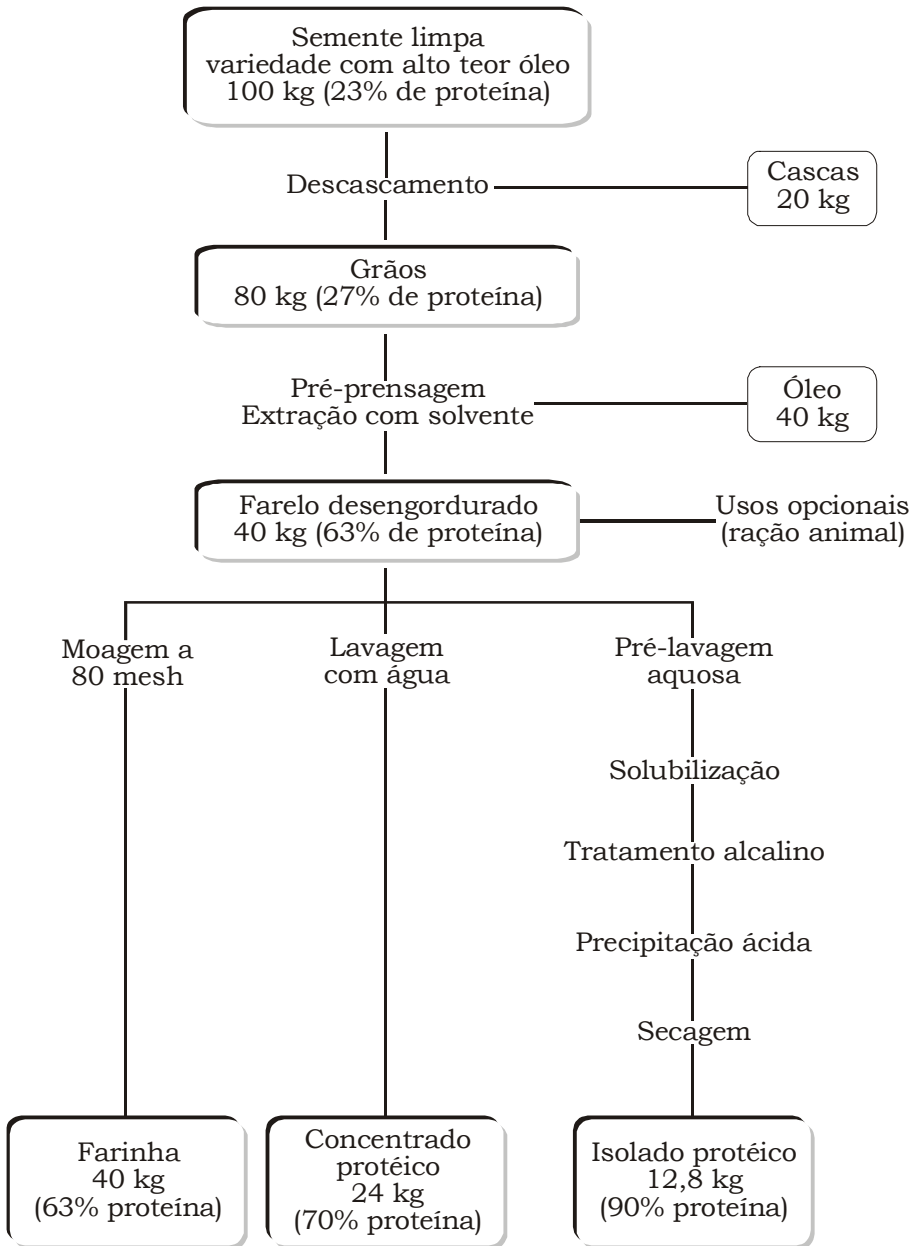 Semente limpa
variedade com alto teor óleo
100 kg (23% de proteína)
Descascamento
Cascas
20 kg
Grãos
80 kg (27% de proteína)
Pré-prensagem
Extração com solvente
Óleo
40 kg
Farelo desengordurado
40 kg (63% de proteína)
Usos opcionais
(ração animal)
Moagem a
80 mesh
Lavagem
com água
Pré-lavagem
aquosa
Solubilização
Tratamento alcalino
Precipitação ácida
Secagem
Farinha
40 kg
(63% proteína)
Concentrado
protéico
24 kg
(70% proteína)
Isolado protéico
12,8 kg
(90% proteína)